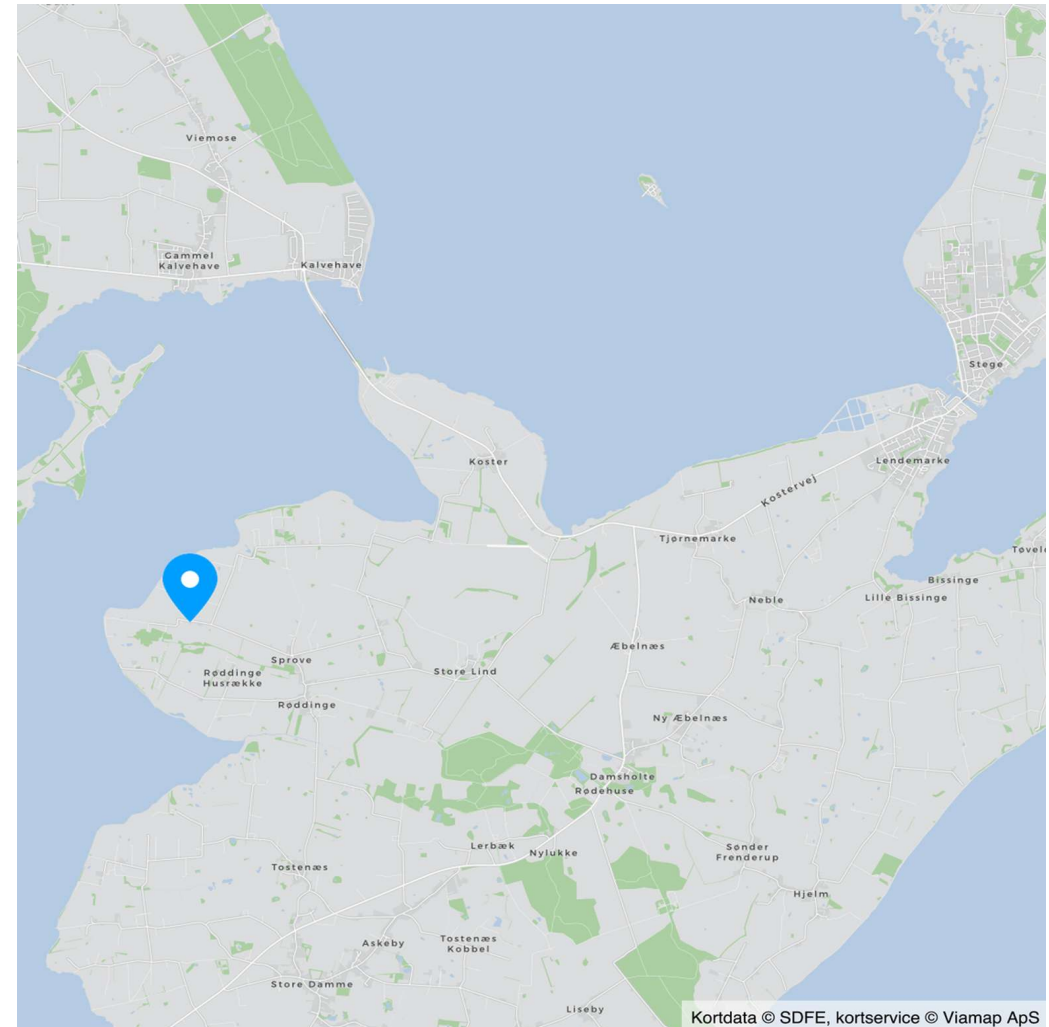 Viemose
Gammel
Kalvehave
Kalvehave
Stege
Koster
Lendemarke
Kostervej
Tjørnemarke
Bissinge
Neble
Lille Bissinge
Æbelnæs
Sprove
Røddinge
Husrække
Store Lind
Røddinge
Ny Æbelnæs
Damsholte
Rødehuse
Lerbæk
Nylukke
Sønder
Frenderup
Tostenæs
Hjelm
Askeby
Tostenæs
Kobbel
Store Damme
Liseby
Kortdata © SDFE, kortservice © Viamap ApS